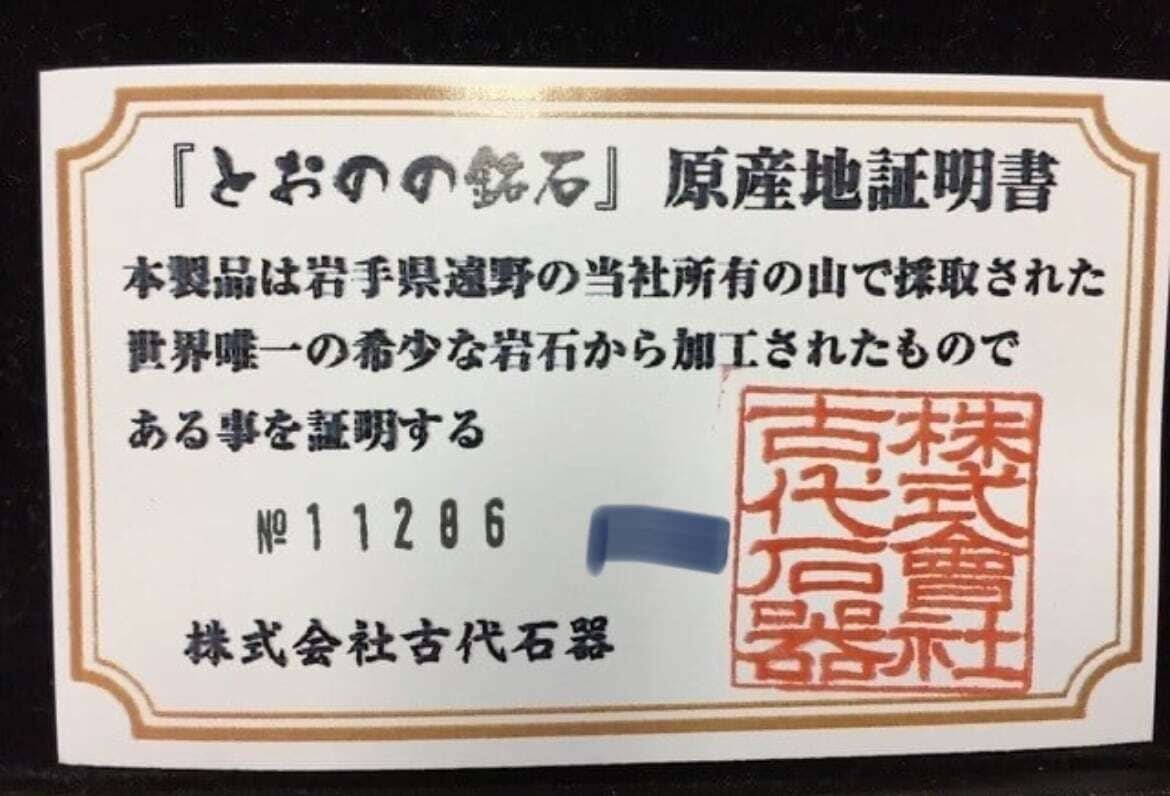 『とおのの銘石』原産地証明書
本製品は岩手県遠野の当社所有の山で採取された
世界唯一の希少な岩石から加工されたもので
ある事を証明する
№11286
株式会社古代石器
株式會社
古代石器